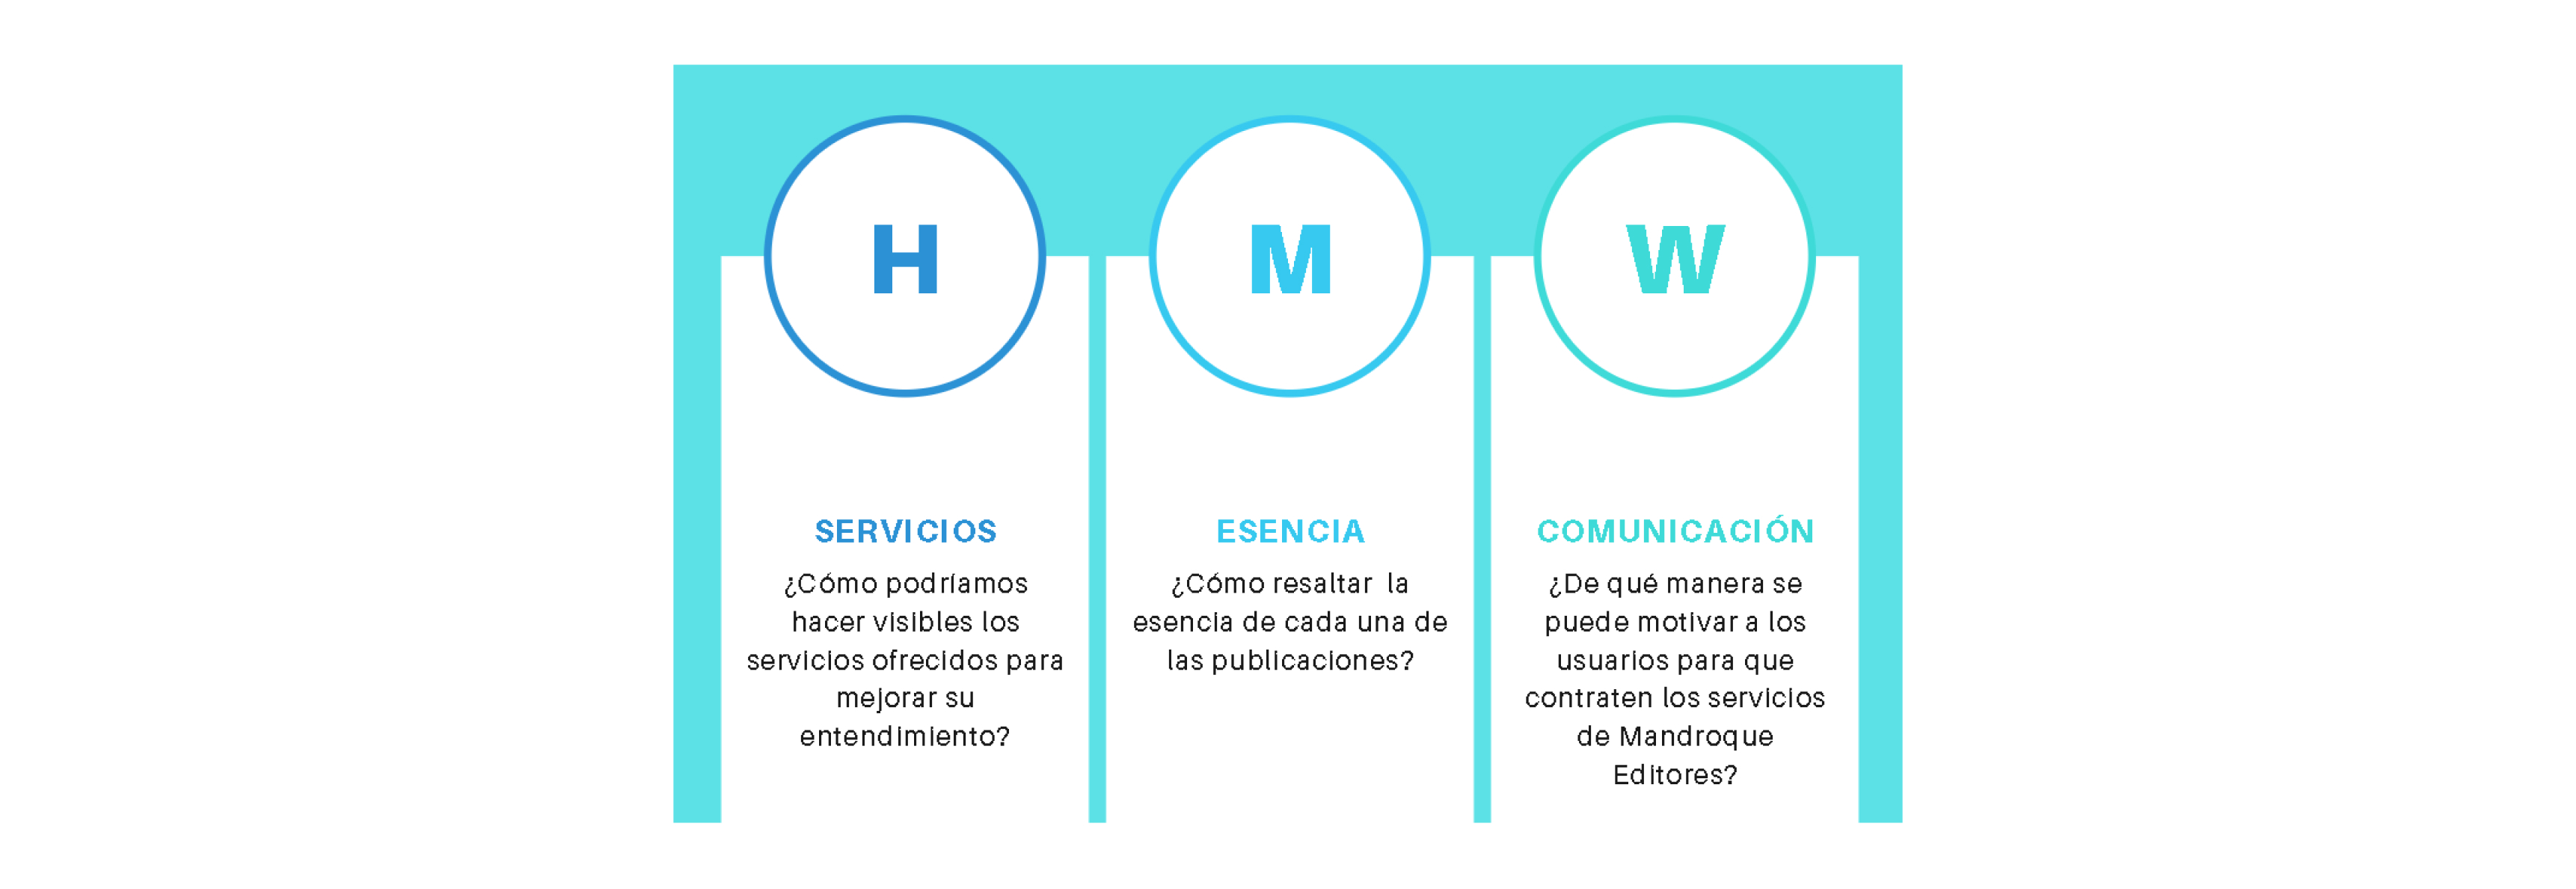 H
M
W
SERVICIOS
¿Cómo podríamos
hacer visibles los
servicios ofrecidos para
mejorar su
entendimiento?
ESENCIA
¿Cómo resaltar la
esencia de cada una de
las publicaciones?
COMUNICACIÓN
¿De qué manera se
puede motivar a los
usuarios para que
contraten los servicios
de Mandroque
Editores?